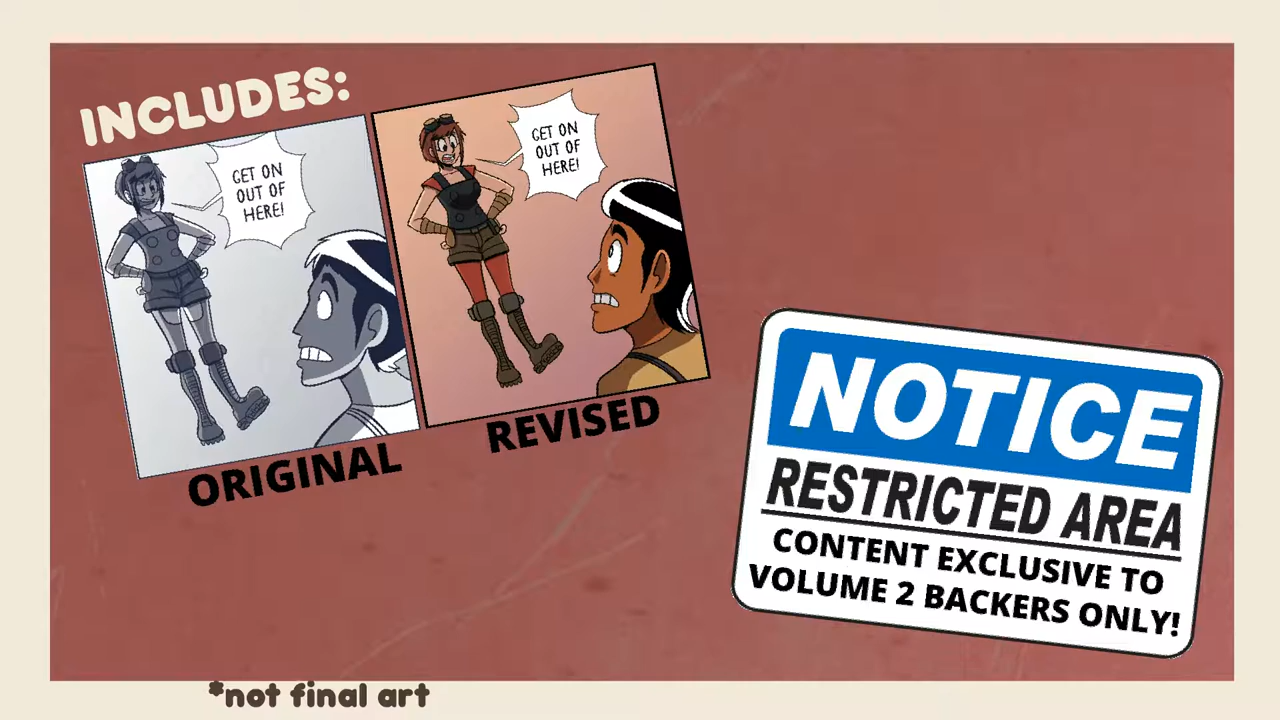 INCLUDES:
GET ON
OUT OF
HERE!
GET ON
OUT OF
HERE!
ORIGINAL
REVISED
NOTICE
RESTRICTED AREA
CONTENT EXCLUSIVE TO
VOLUME 2 BACKERS ONLY!
*not final art